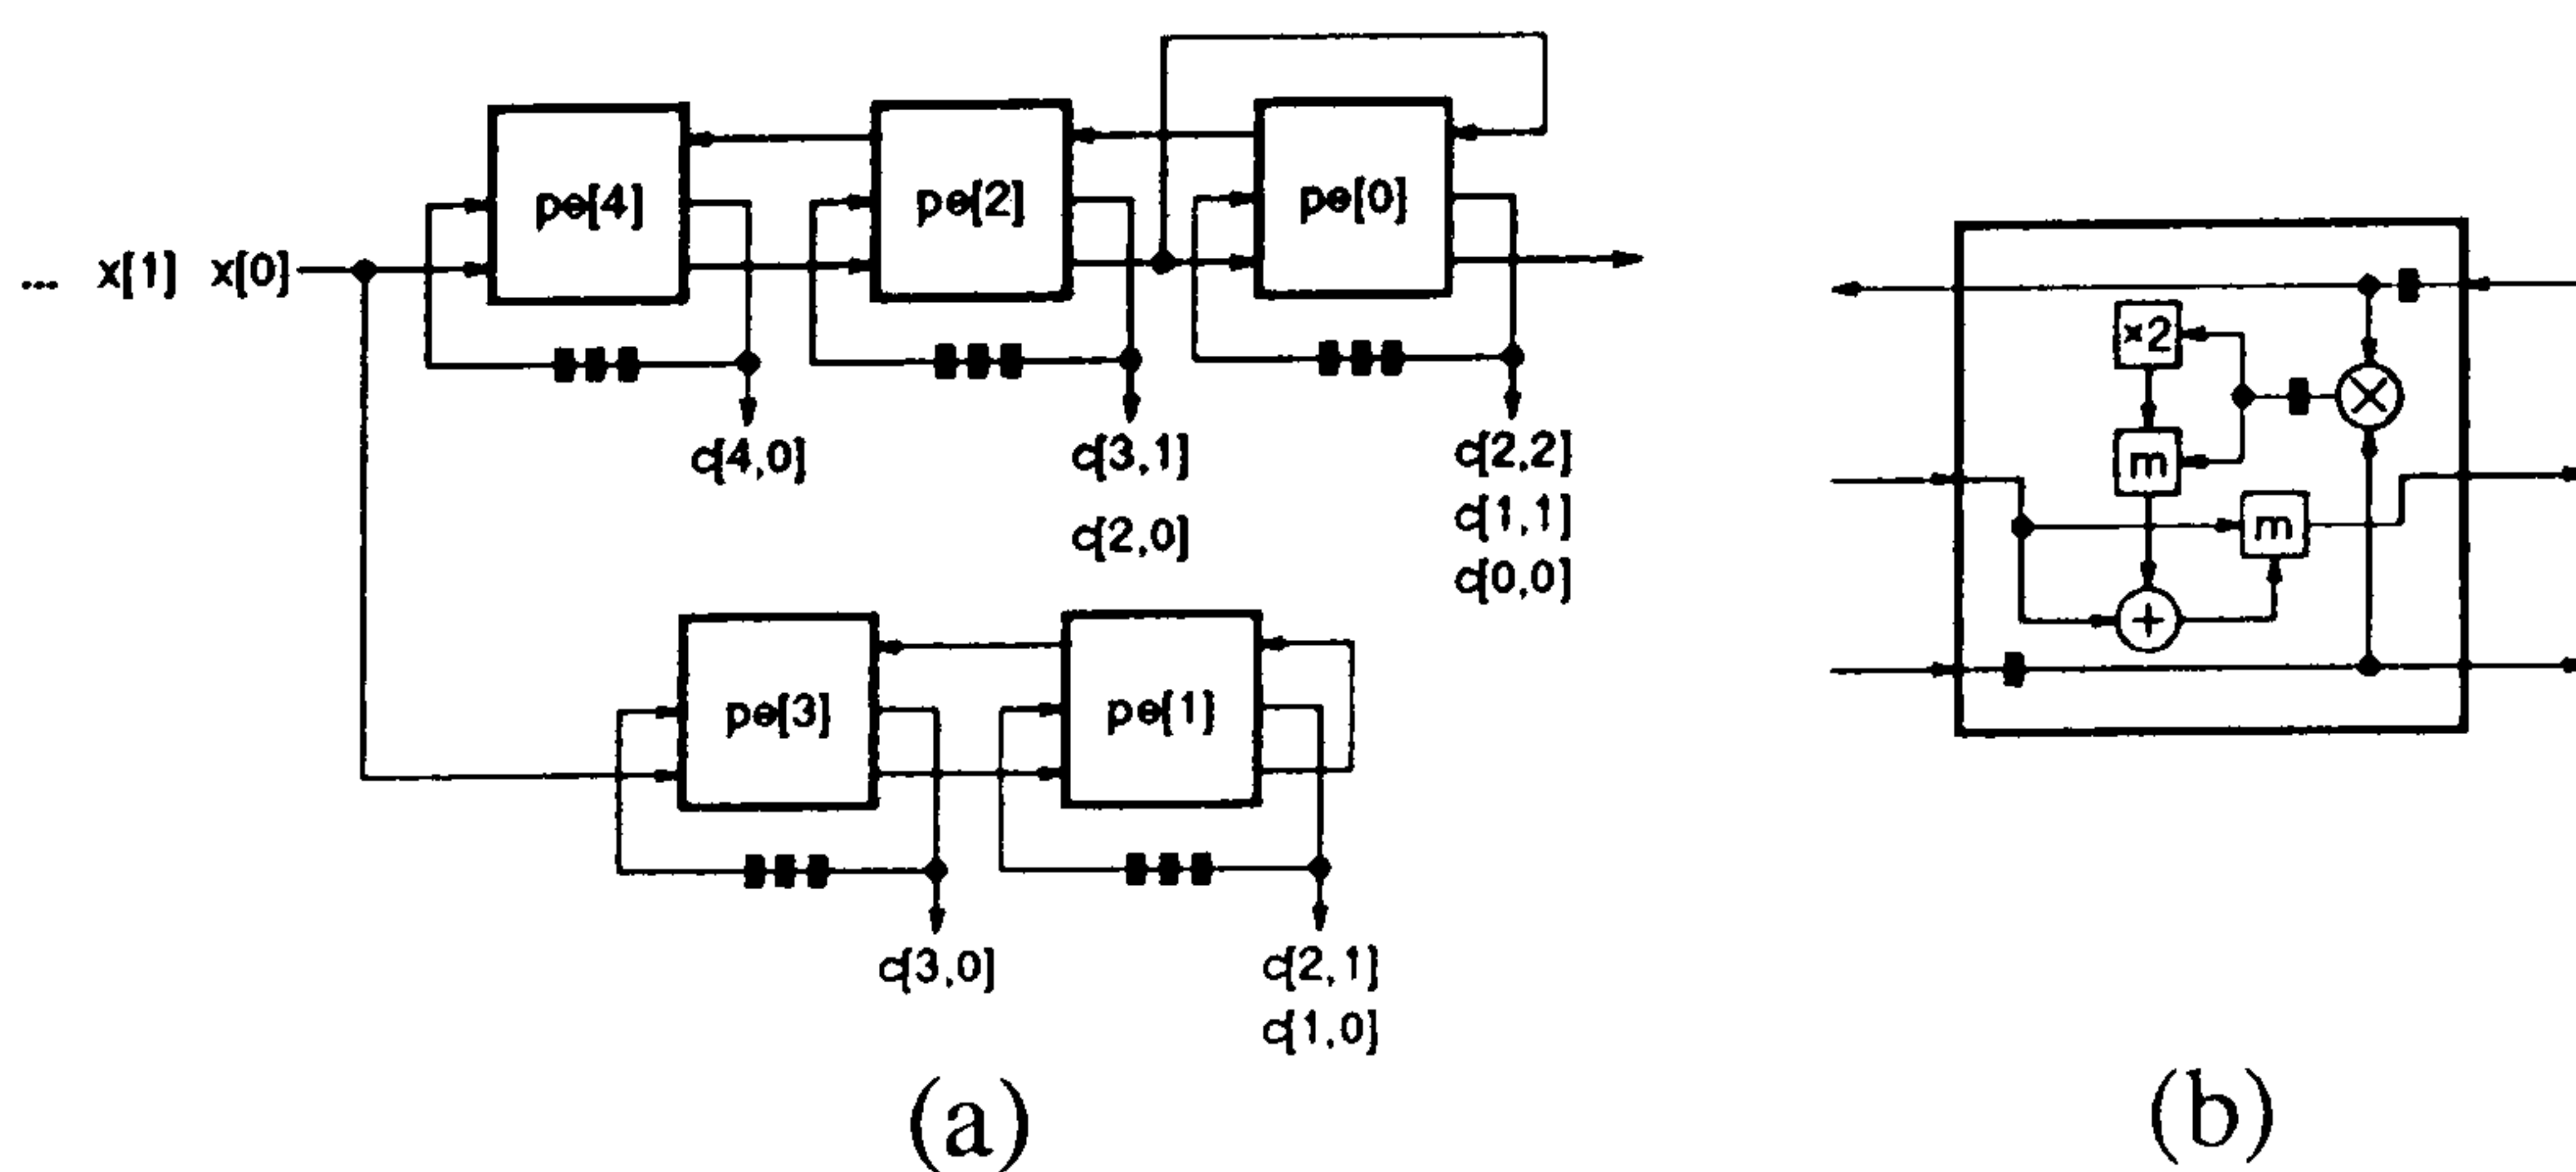 pe[4] pe[2] pe[0]
... x[1] x[0]
c[4,0] c[3,1] c[2,2]
c[2,0] c[1,1]
c[0,0]
pe[3] pe[1]
c[3,0] c[2,1]
c[1,0]
(a)
×2
m
m
(b)